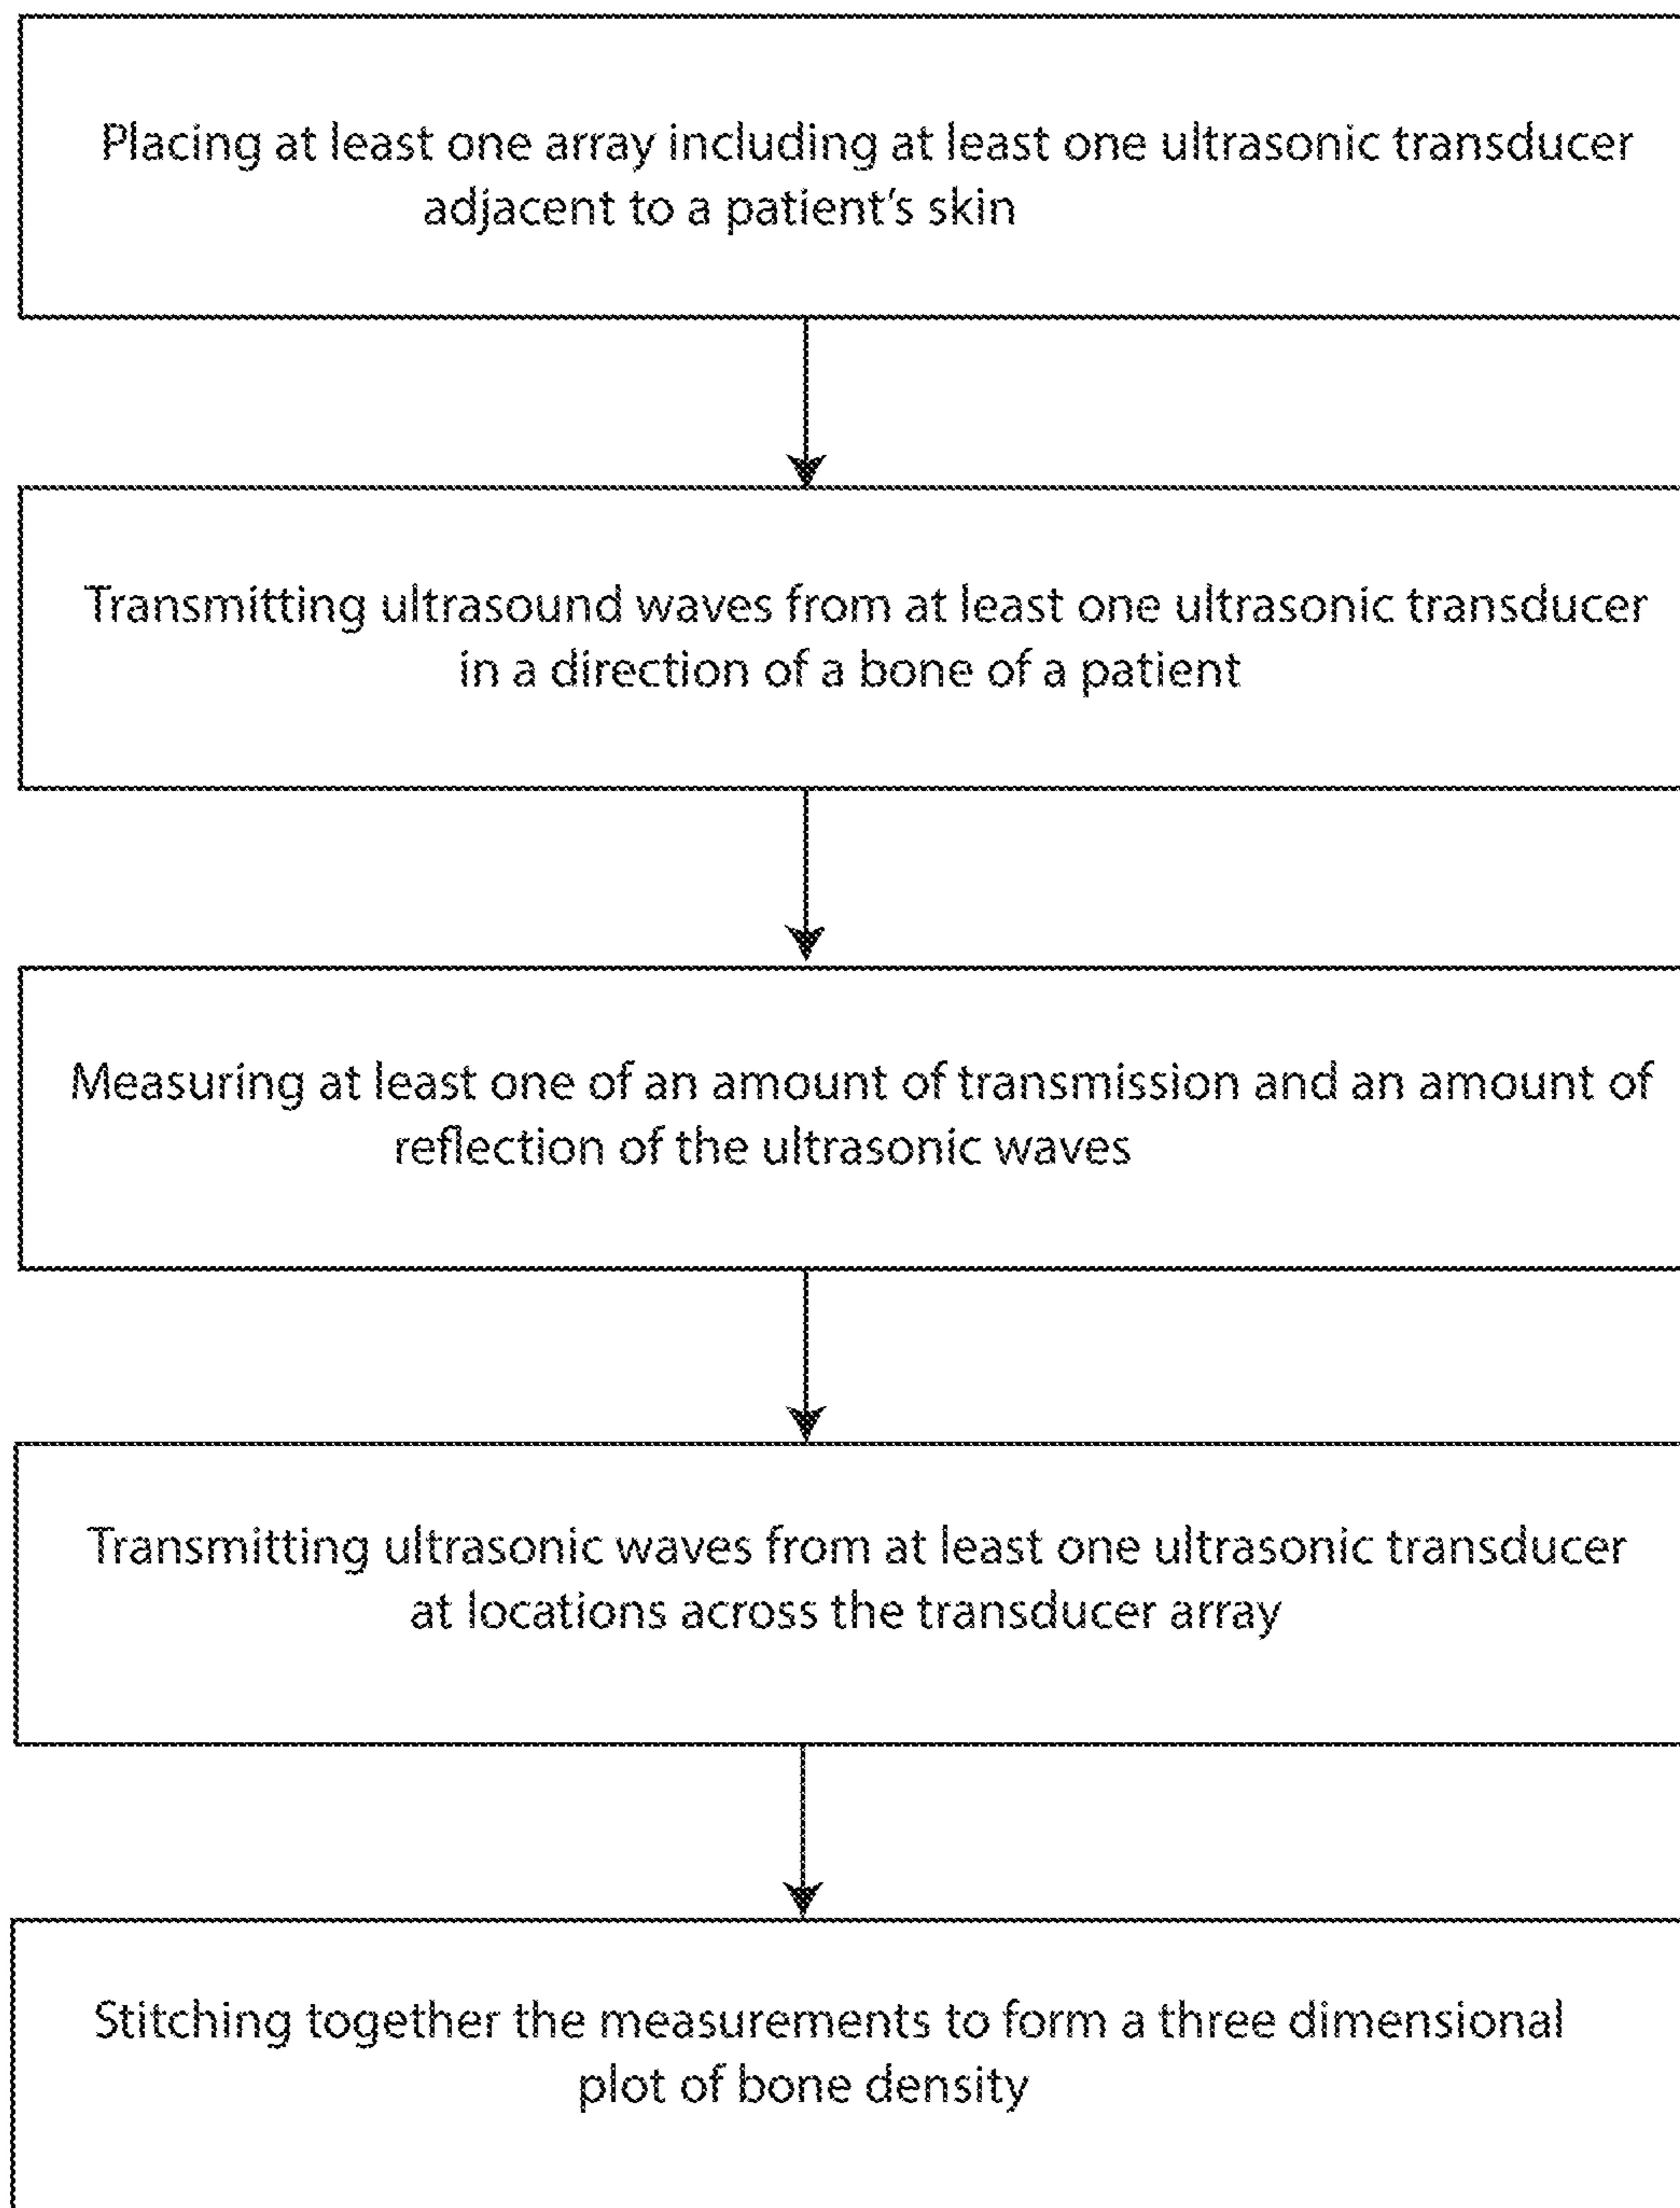 Placing at least one array including at least one ultrasonic transducer
adjacent to a patient's skin
Transmitting ultrasound waves from at least one ultrasonic transducer
in a direction of a bone of a patient
Measuring at least one of an amount of transmission and an amount of
reflection of the ultrasonic waves
Transmitting ultrasonic waves from at least one ultrasonic transducer
at locations across the transducer array
Stitching together the measurements to form a three dimensional
plot of bone density